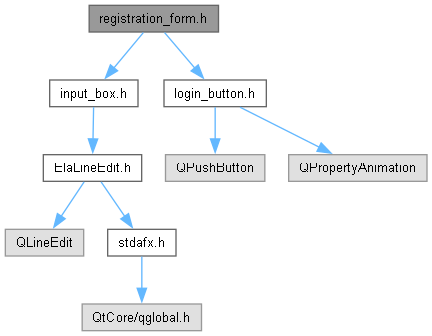 registration_form.h
input_box.h
login_button.h
ElaLineEdit.h
QPushButton
QPropertyAnimation
QLineEdit
stdafx.h
QtCore/qglobal.h